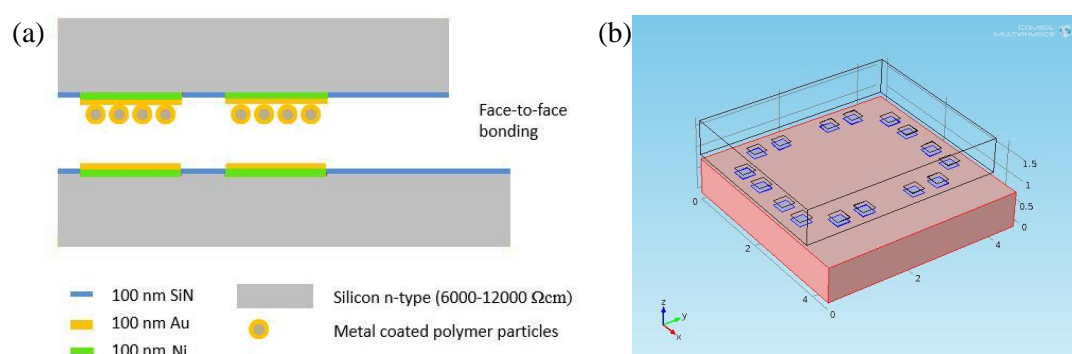 (a)
Face-to-face
bonding
100 nm SiN
100 nm Au
100 nm Ni
Silicon n-type (6000-12000 Ωcm)
Metal coated polymer particles
(b)
COMSOL
MULTIPHYSICS
1.5
1
0.5
0
0
2
4
4
2
0
z
y
x